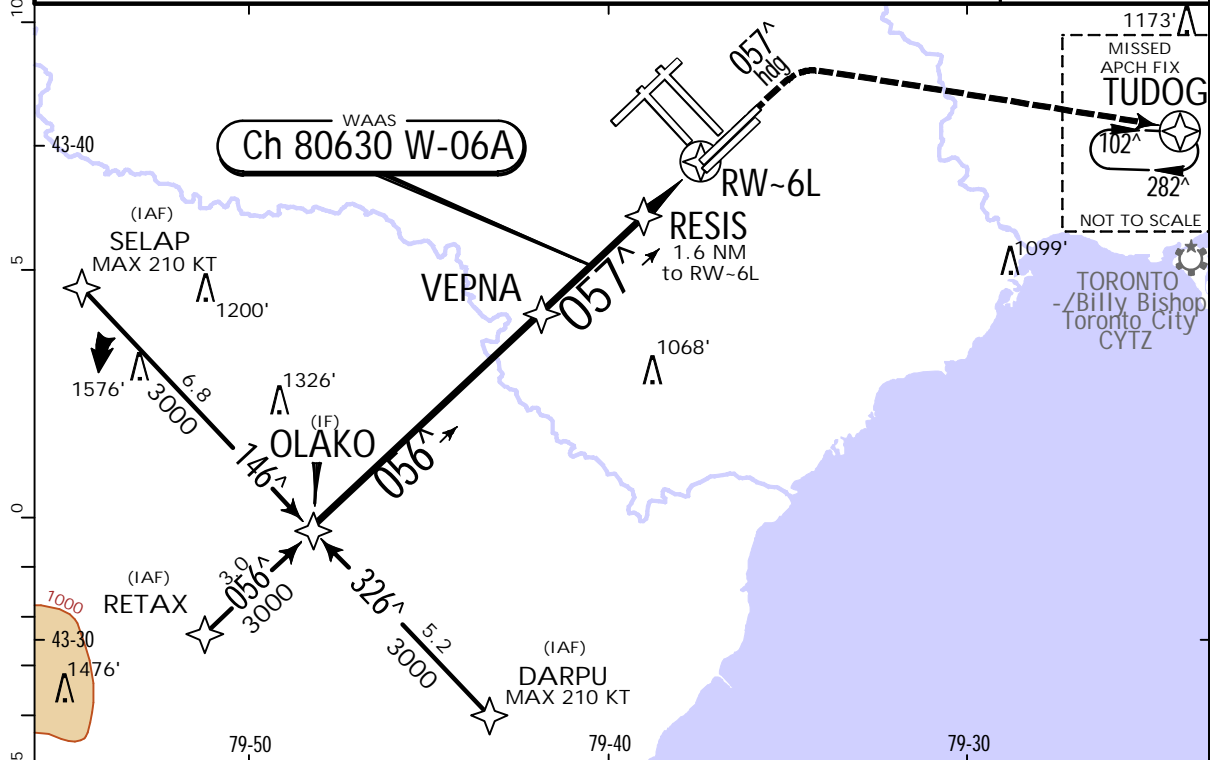 10
1173'
MISSED
APCH FIX
TUDOG
102^
282^
NOT TO SCALE
057^
hdg
WAAS
Ch 80630 W-06A
43-40
RW~6L
RESIS
1.6 NM
to RW~6L
057^
VEPNA
(IAF)
SELAP
MAX 210 KT
1200'
5
1099'
TORONTO
-/Billy Bishop
Toronto City
CYTZ
1068'
1576'
6.8
3000
146^
1326'
(IF)
OLAKO
056^
0
3.0
056^
3000
(IAF)
RETAX
326^
5.2
3000
(IAF)
DARPU
MAX 210 KT
1000
43-30
1476'
5
79-50
79-40
79-30